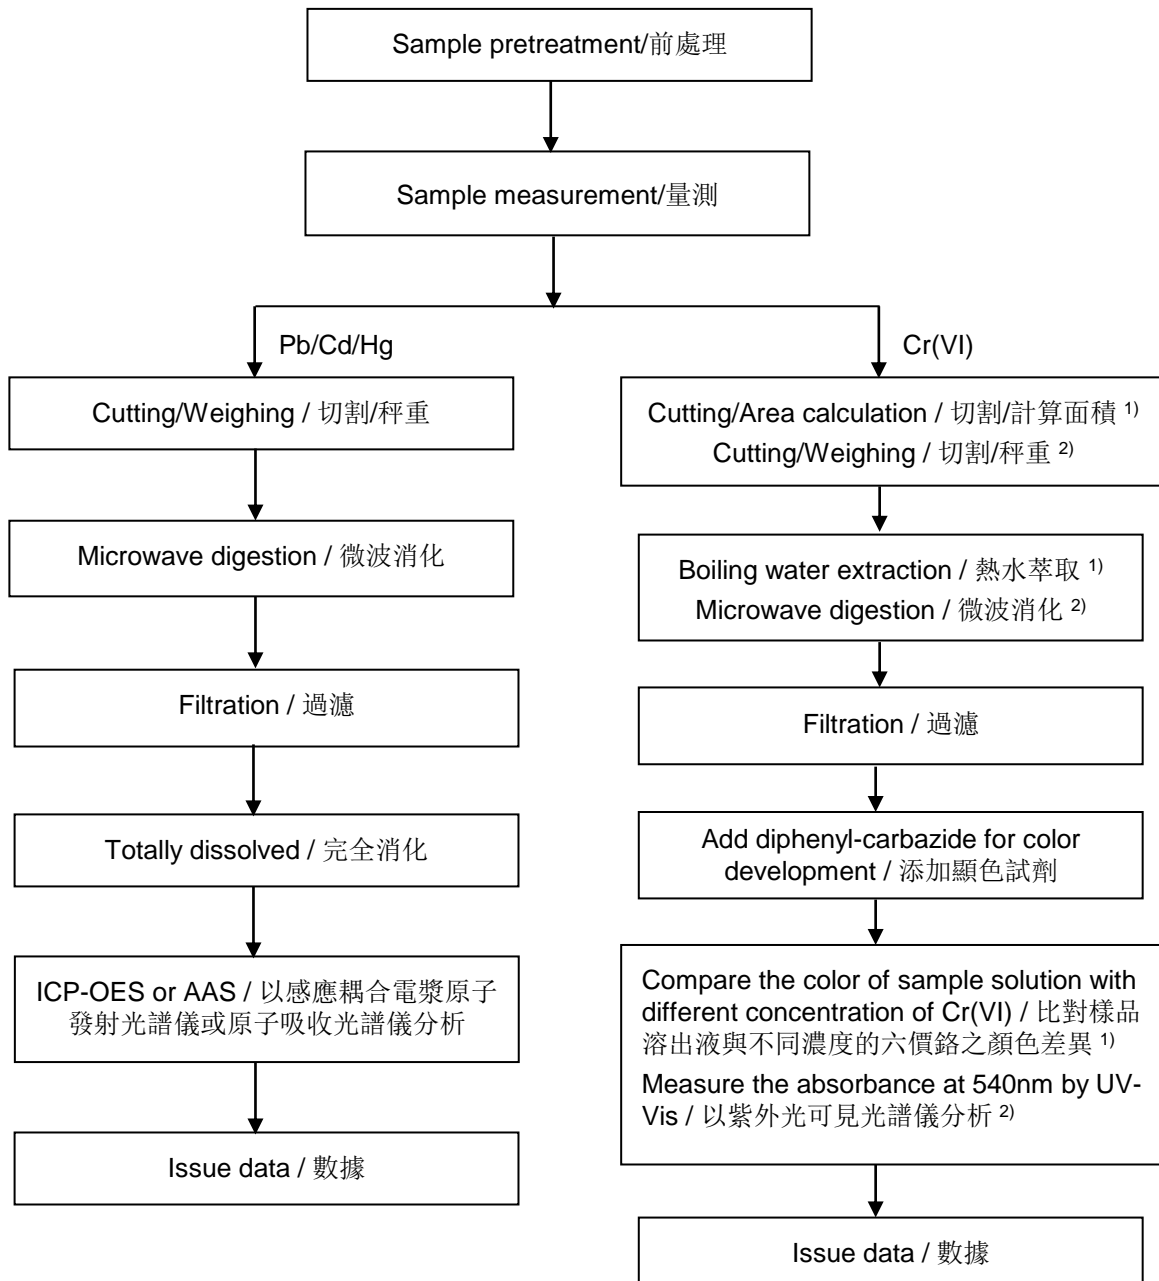 Sample pretreatment/前處理
Sample measurement/量測
Pb/Cd/Hg
Cutting/Weighing / 切割/秤重
Microwave digestion / 微波消化
Filtration / 過濾
Totally dissolved / 完全消化
ICP-OES or AAS / 以感應耦合電漿原子
發射光譜儀或原子吸收光譜儀分析
Issue data / 數據
Cr(VI)
Cutting/Area calculation / 切割/計算面積 1)
Cutting/Weighing / 切割/秤重 2)
Boiling water extraction / 熱水萃取 1)
Microwave digestion / 微波消化 2)
Filtration / 過濾
Add diphenyl-carbazide for color
development / 添加顯色試劑
Compare the color of sample solution with
different concentration of Cr(VI) / 比對樣品
溶出液與不同濃度的六價鉻之顏色差異 1)
Measure the absorbance at 540nm by UV-
Vis / 以紫外光可見光譜儀分析 2)
Issue data / 數據